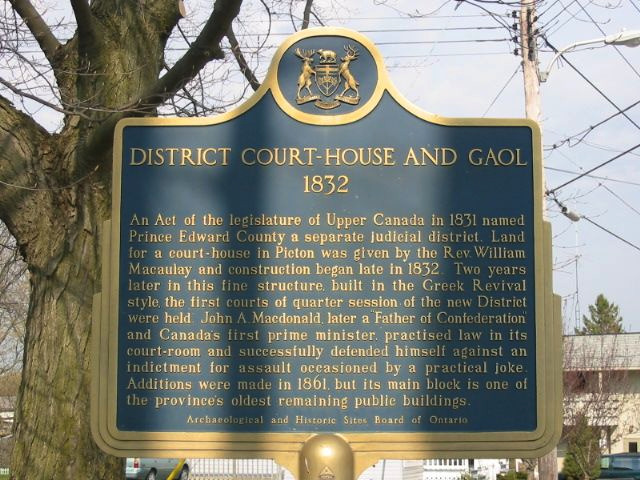 DISTRICT COURT-HOUSE AND GAOL
1832
An Act of the legislature of Upper Canada in 1831 named
Prince Edward County a separate judicial district. Land
for a court-house in Picton was given by the Rev. William
Macaulay and construction began late in 1832. Two years
later in this fine structure, built in the Greek Revival
style, the first courts of quarter session of the new District
were held. John A. Macdonald, later a "Father of Confederation"
and Canada's first prime minister, practised law in its
court-room and successfully defended himself against an
indictment for assault occasioned by a practical joke.
Additions were made in 1861, but its main block is one of
the province's oldest remaining public buildings.
Archaeological and Historic Sites Board of Ontario